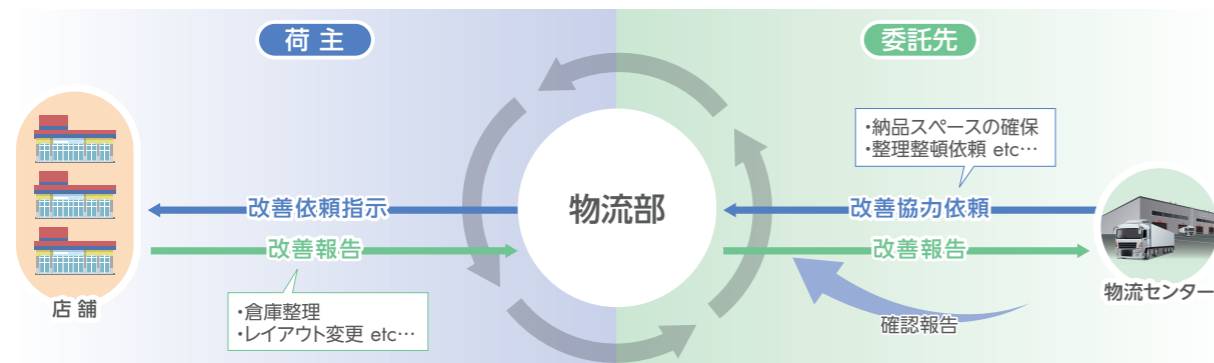 荷 主
委託先
・納品スペースの確保
・整理整頓依頼 etc…
改善依頼指示
物流部
改善協力依頼
改善報告
改善報告
店 舗
・倉庫整理
・レイアウト変更 etc…
物流センター
確認報告